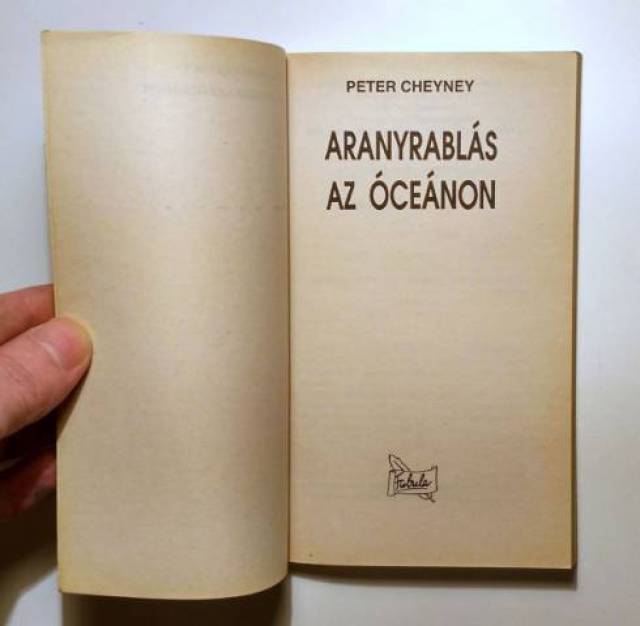 PETER CHEYNEY
ARANYRABLÁS
AZ ÓCEÁNON
Fabula